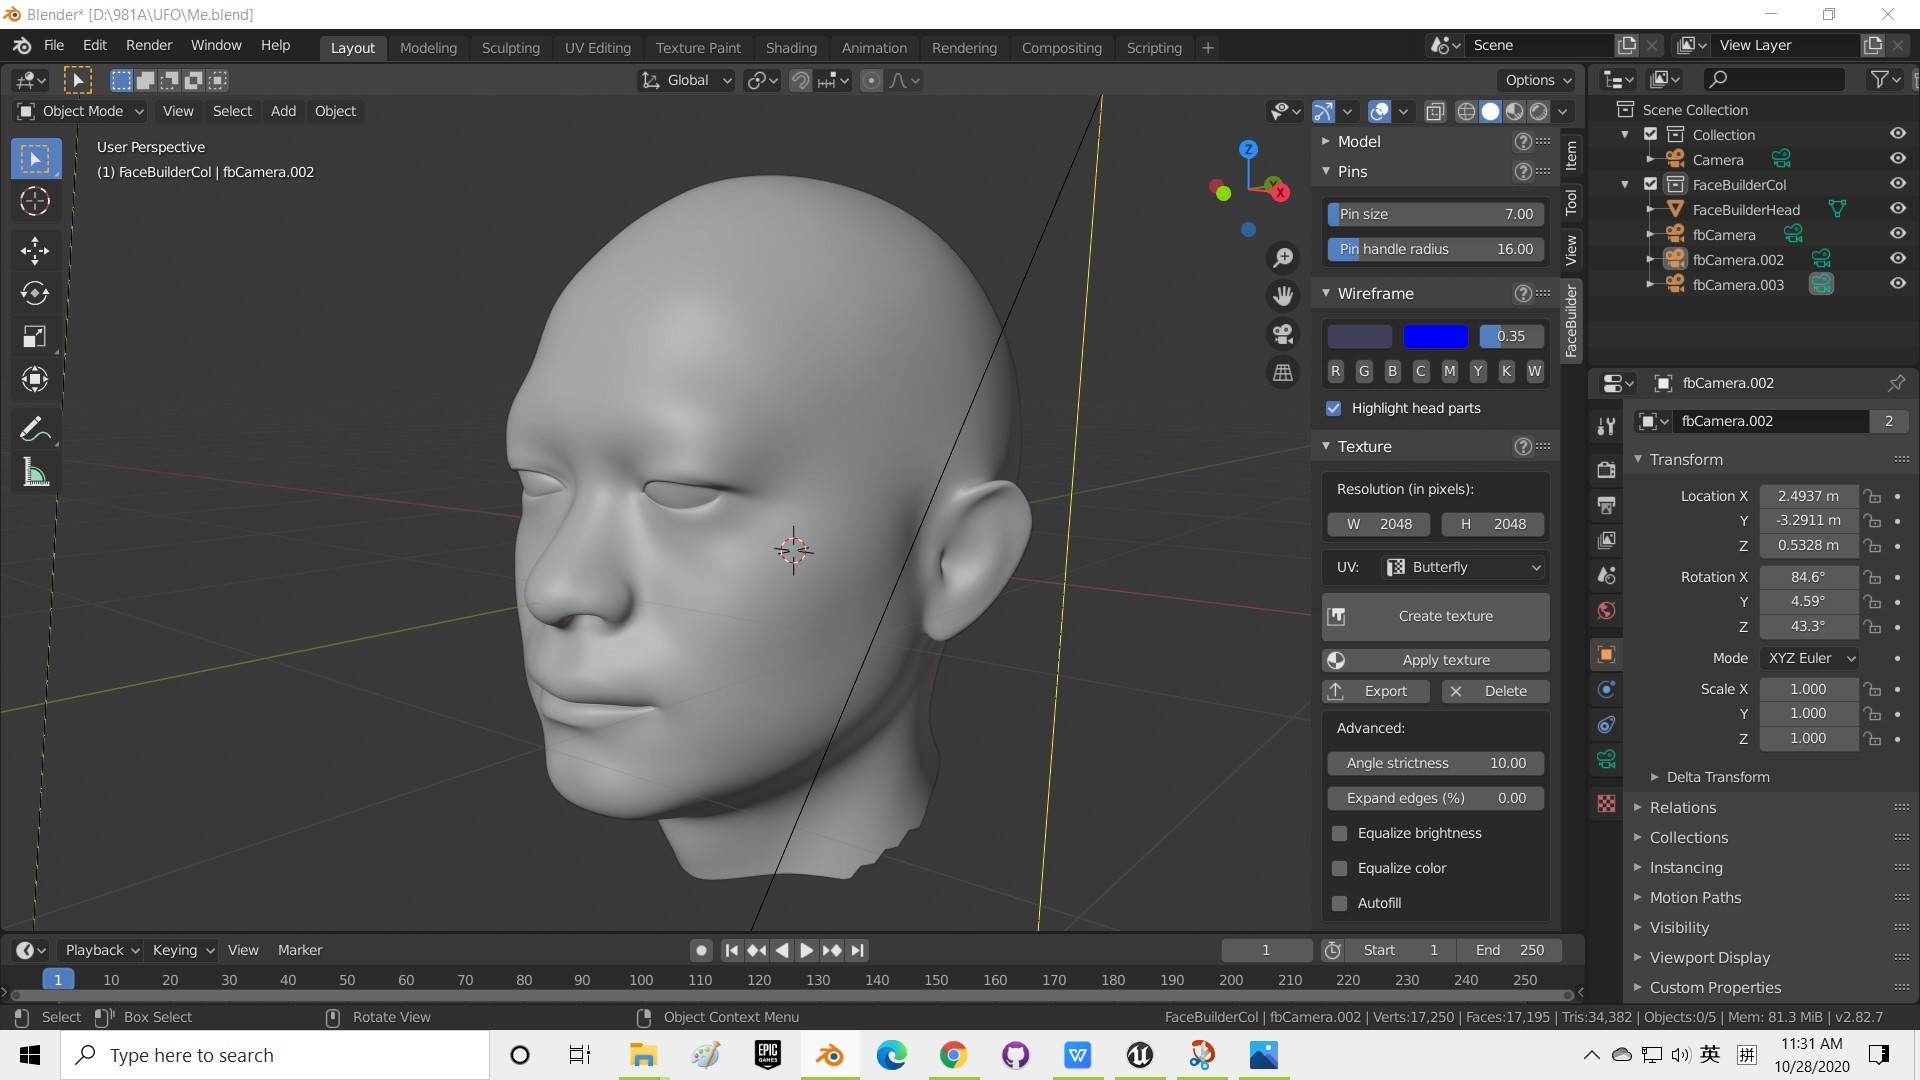 Blender* [D:\981A\UFO\Me.blend]
File Edit Render Window Help
Layout Modeling Sculpting UV Editing Texture Paint Shading Animation Rendering Compositing Scripting +
Scene
View Layer
Global
Options
Object Mode View Select Add Object
User Perspective
(1) FaceBuilderCol | fbCamera.002
Z
Y
X
Model
Pins
Pin size 7.00
Pin handle radius 16.00
Wireframe
0.35
R G B C M Y K W
Highlight head parts
Texture
Resolution (in pixels):
W 2048 H 2048
UV: Butterfly
Create texture
Apply texture
Export Delete
Advanced:
Angle strictness 10.00
Expand edges (%) 0.00
Equalize brightness
Equalize color
Autofill
Item
Tool
View
FaceBuilder
Scene Collection
Collection
Camera
FaceBuilderCol
FaceBuilderHead
fbCamera
fbCamera.002
fbCamera.003
fbCamera.002
fbCamera.002 2
Transform
Location X 2.4937 m
Y -3.2911 m
Z 0.5328 m
Rotation X 84.6°
Y 4.59°
Z 43.3°
Mode XYZ Euler
Scale X 1.000
Y 1.000
Z 1.000
Delta Transform
Relations
Collections
Instancing
Motion Paths
Visibility
Viewport Display
Custom Properties
Playback Keying View Marker
1 Start 1 End 250
1 10 20 30 40 50 60 70 80 90 100 110 120 130 140 150 160 170 180 190 200 210 220 230 240 250
Select Box Select Rotate View Object Context Menu
FaceBuilderCol | fbCamera.002 | Verts:17,250 | Faces:17,195 | Tris:34,382 | Objects:0/5 | Mem: 81.3 MiB | v2.82.7
Type here to search
EPIC GAMES
W
英
拼
11:31 AM
10/28/2020